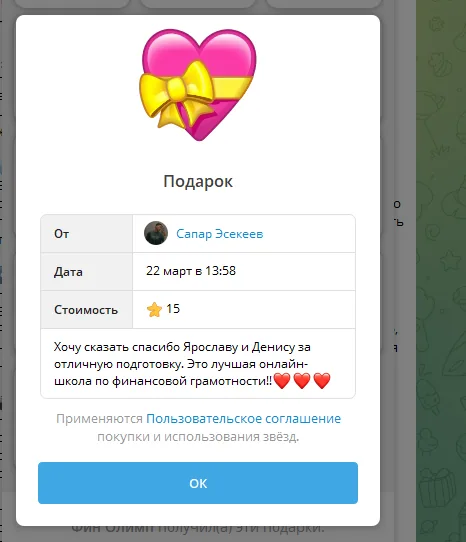 Подарок
От Сапар Эсекеев
Дата 22 март в 13:58
Стоимость 15
Хочу сказать спасибо Ярославу и Денису за
отличную подготовку. Это лучшая онлайн-
школа по финансовой грамотности!!❤️❤️❤️
Применяются Пользовательское соглашение
покупки и использования звёзд.
OK
Фин Олимп получил(а) эти подарки.